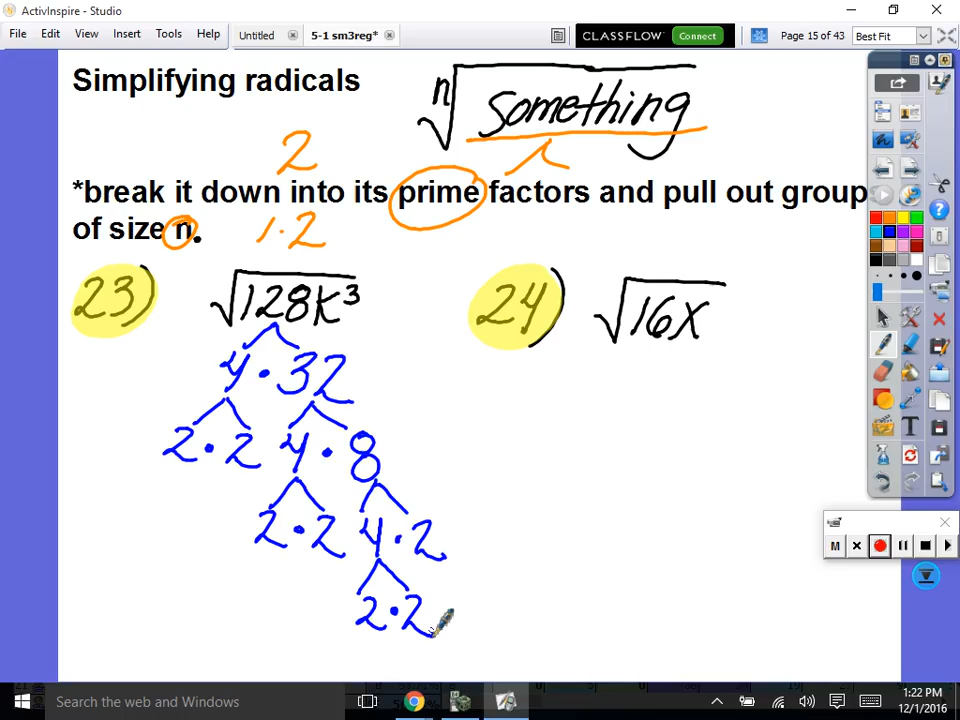 ActivInspire - Studio
File Edit View Insert Tools Help Untitled 5-1 sm3reg* CLASSFLOW Connect Page 15 of 43 Best Fit
Simplifying radicals
n√something
2
*break it down into its prime factors and pull out group
of size n.
1·2
23) √128k³ 24) √16x
4·32
2·2 4·8
2·2 4·2
2·2
M
Search the web and Windows
1:22 PM
12/1/2016